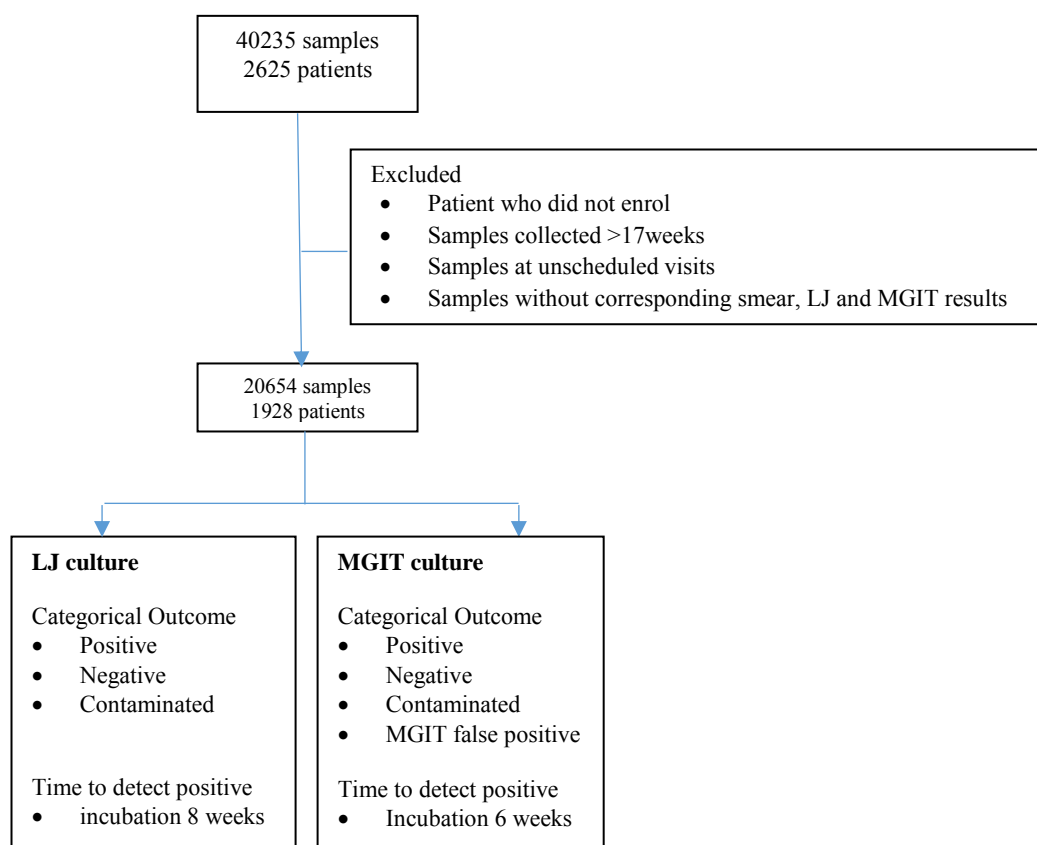 40235 samples
2625 patients
Excluded
• Patient who did not enrol
• Samples collected >17weeks
• Samples at unscheduled visits
• Samples without corresponding smear, LJ and MGIT results
20654 samples
1928 patients
LJ culture
Categorical Outcome
• Positive
• Negative
• Contaminated
Time to detect positive
• incubation 8 weeks
MGIT culture
Categorical Outcome
• Positive
• Negative
• Contaminated
• MGIT false positive
Time to detect positive
• Incubation 6 weeks